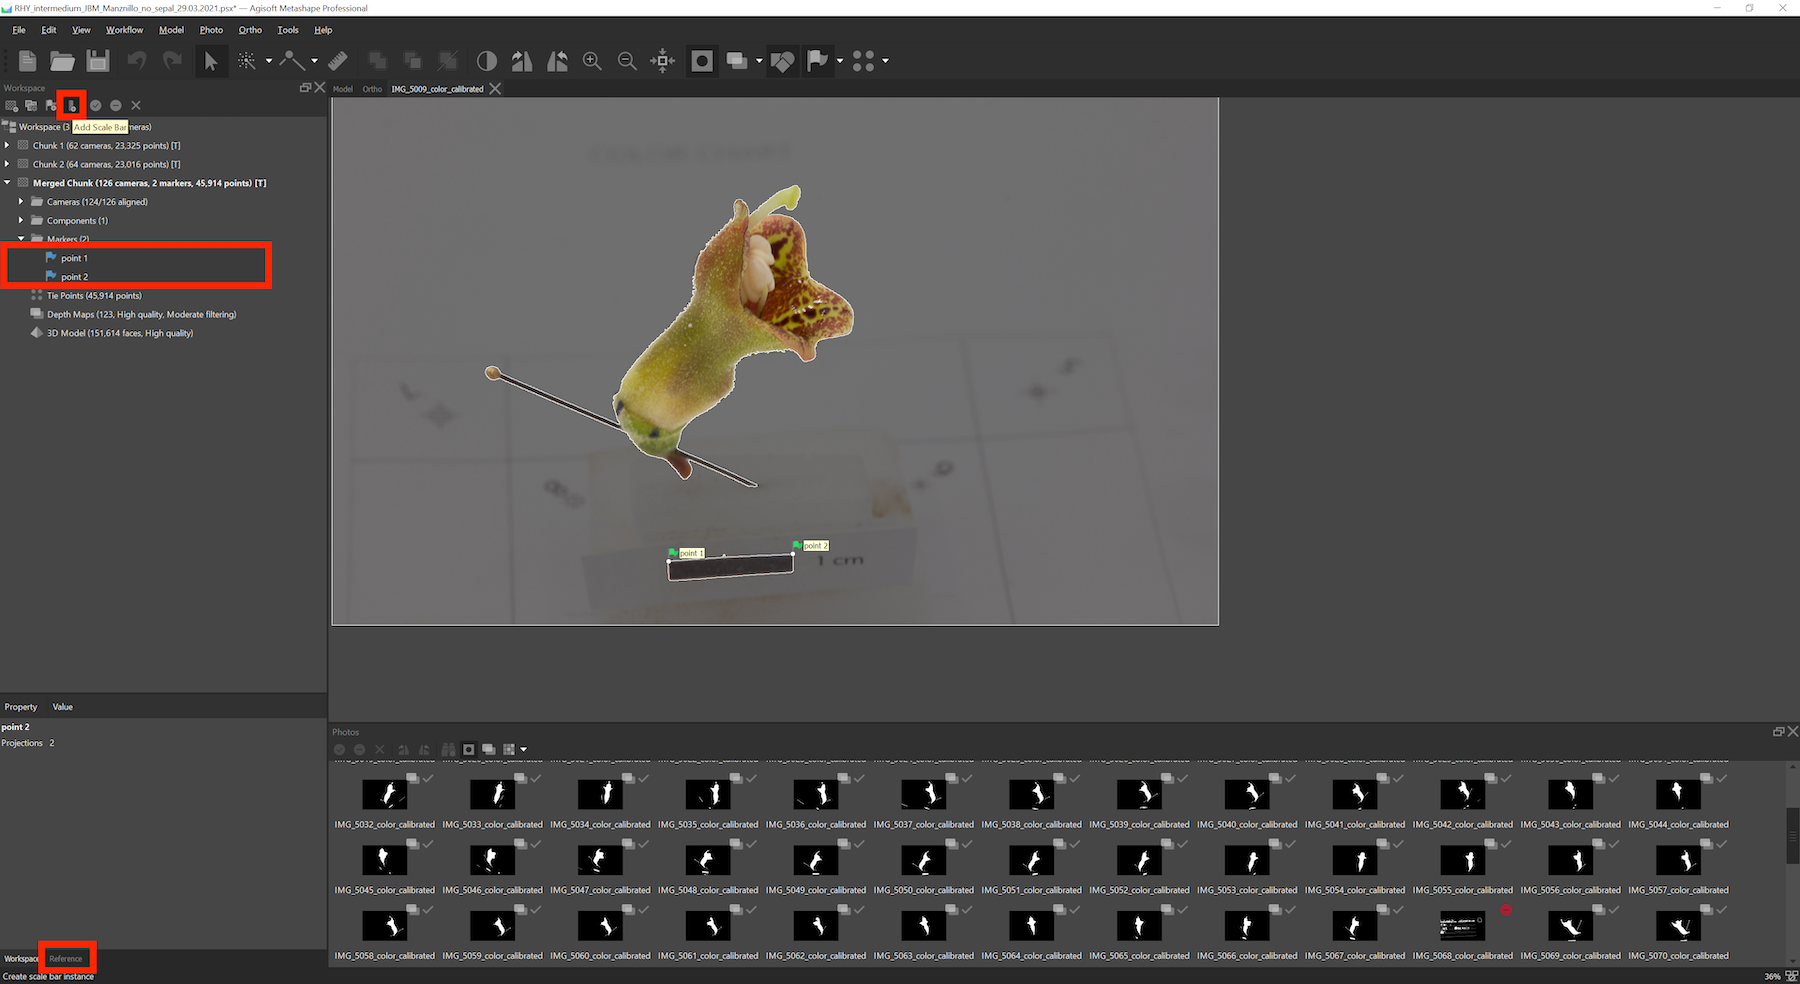 RHY_intermedium_JBM_Manznillo_no_sepal_29.03.2021.psx* — Agisoft Metashape Professional
File Edit View Workflow Model Photo Ortho Tools Help
Workspace
Model Ortho IMG_5009_color_calibrated
Workspace (3 Add Scale Bar meras)
Chunk 1 (62 cameras, 23,325 points) [T]
Chunk 2 (64 cameras, 23,016 points) [T]
Merged Chunk (126 cameras, 2 markers, 45,914 points) [T]
Cameras (124/126 aligned)
Components (1)
Markers (2)
point 1
point 2
Tie Points (45,914 points)
Depth Maps (123, High quality, Moderate filtering)
3D Model (151,614 faces, High quality)
point 1
point 2
1 cm
Property Value
point 2
Projections 2
Workspace Reference
Create scale bar instance
Photos
IMG_5032_color_calibrated IMG_5033_color_calibrated IMG_5034_color_calibrated IMG_5035_color_calibrated IMG_5036_color_calibrated IMG_5037_color_calibrated IMG_5038_color_calibrated IMG_5039_color_calibrated IMG_5040_color_calibrated IMG_5041_color_calibrated IMG_5042_color_calibrated IMG_5043_color_calibrated IMG_5044_color_calibrated
IMG_5045_color_calibrated IMG_5046_color_calibrated IMG_5047_color_calibrated IMG_5048_color_calibrated IMG_5049_color_calibrated IMG_5050_color_calibrated IMG_5051_color_calibrated IMG_5052_color_calibrated IMG_5053_color_calibrated IMG_5054_color_calibrated IMG_5055_color_calibrated IMG_5056_color_calibrated IMG_5057_color_calibrated
IMG_5058_color_calibrated IMG_5059_color_calibrated IMG_5060_color_calibrated IMG_5061_color_calibrated IMG_5062_color_calibrated IMG_5063_color_calibrated IMG_5064_color_calibrated IMG_5065_color_calibrated IMG_5066_color_calibrated IMG_5067_color_calibrated IMG_5068_color_calibrated IMG_5069_color_calibrated IMG_5070_color_calibrated
36%